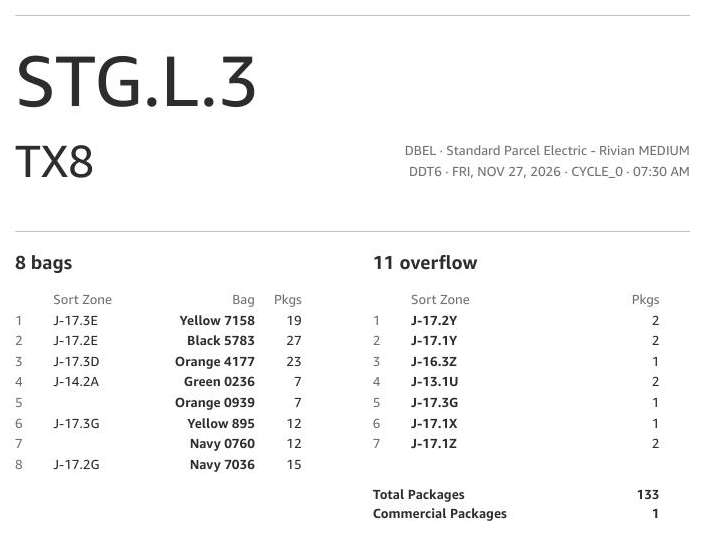 STG.L.3
TX8
DBEL · Standard Parcel Electric - Rivian MEDIUM
DDT6 · FRI, NOV 27, 2026 · CYCLE_0 · 07:30 AM
8 bags
Sort Zone Bag Pkgs
1 J-17.3E Yellow 7158 19
2 J-17.2E Black 5783 27
3 J-17.3D Orange 4177 23
4 J-14.2A Green 0236 7
5 Orange 0939 7
6 J-17.3G Yellow 895 12
7 Navy 0760 12
8 J-17.2G Navy 7036 15
11 overflow
Sort Zone Pkgs
1 J-17.2Y 2
2 J-17.1Y 2
3 J-16.3Z 1
4 J-13.1U 2
5 J-17.3G 1
6 J-17.1X 1
7 J-17.1Z 2
Total Packages 133
Commercial Packages 1